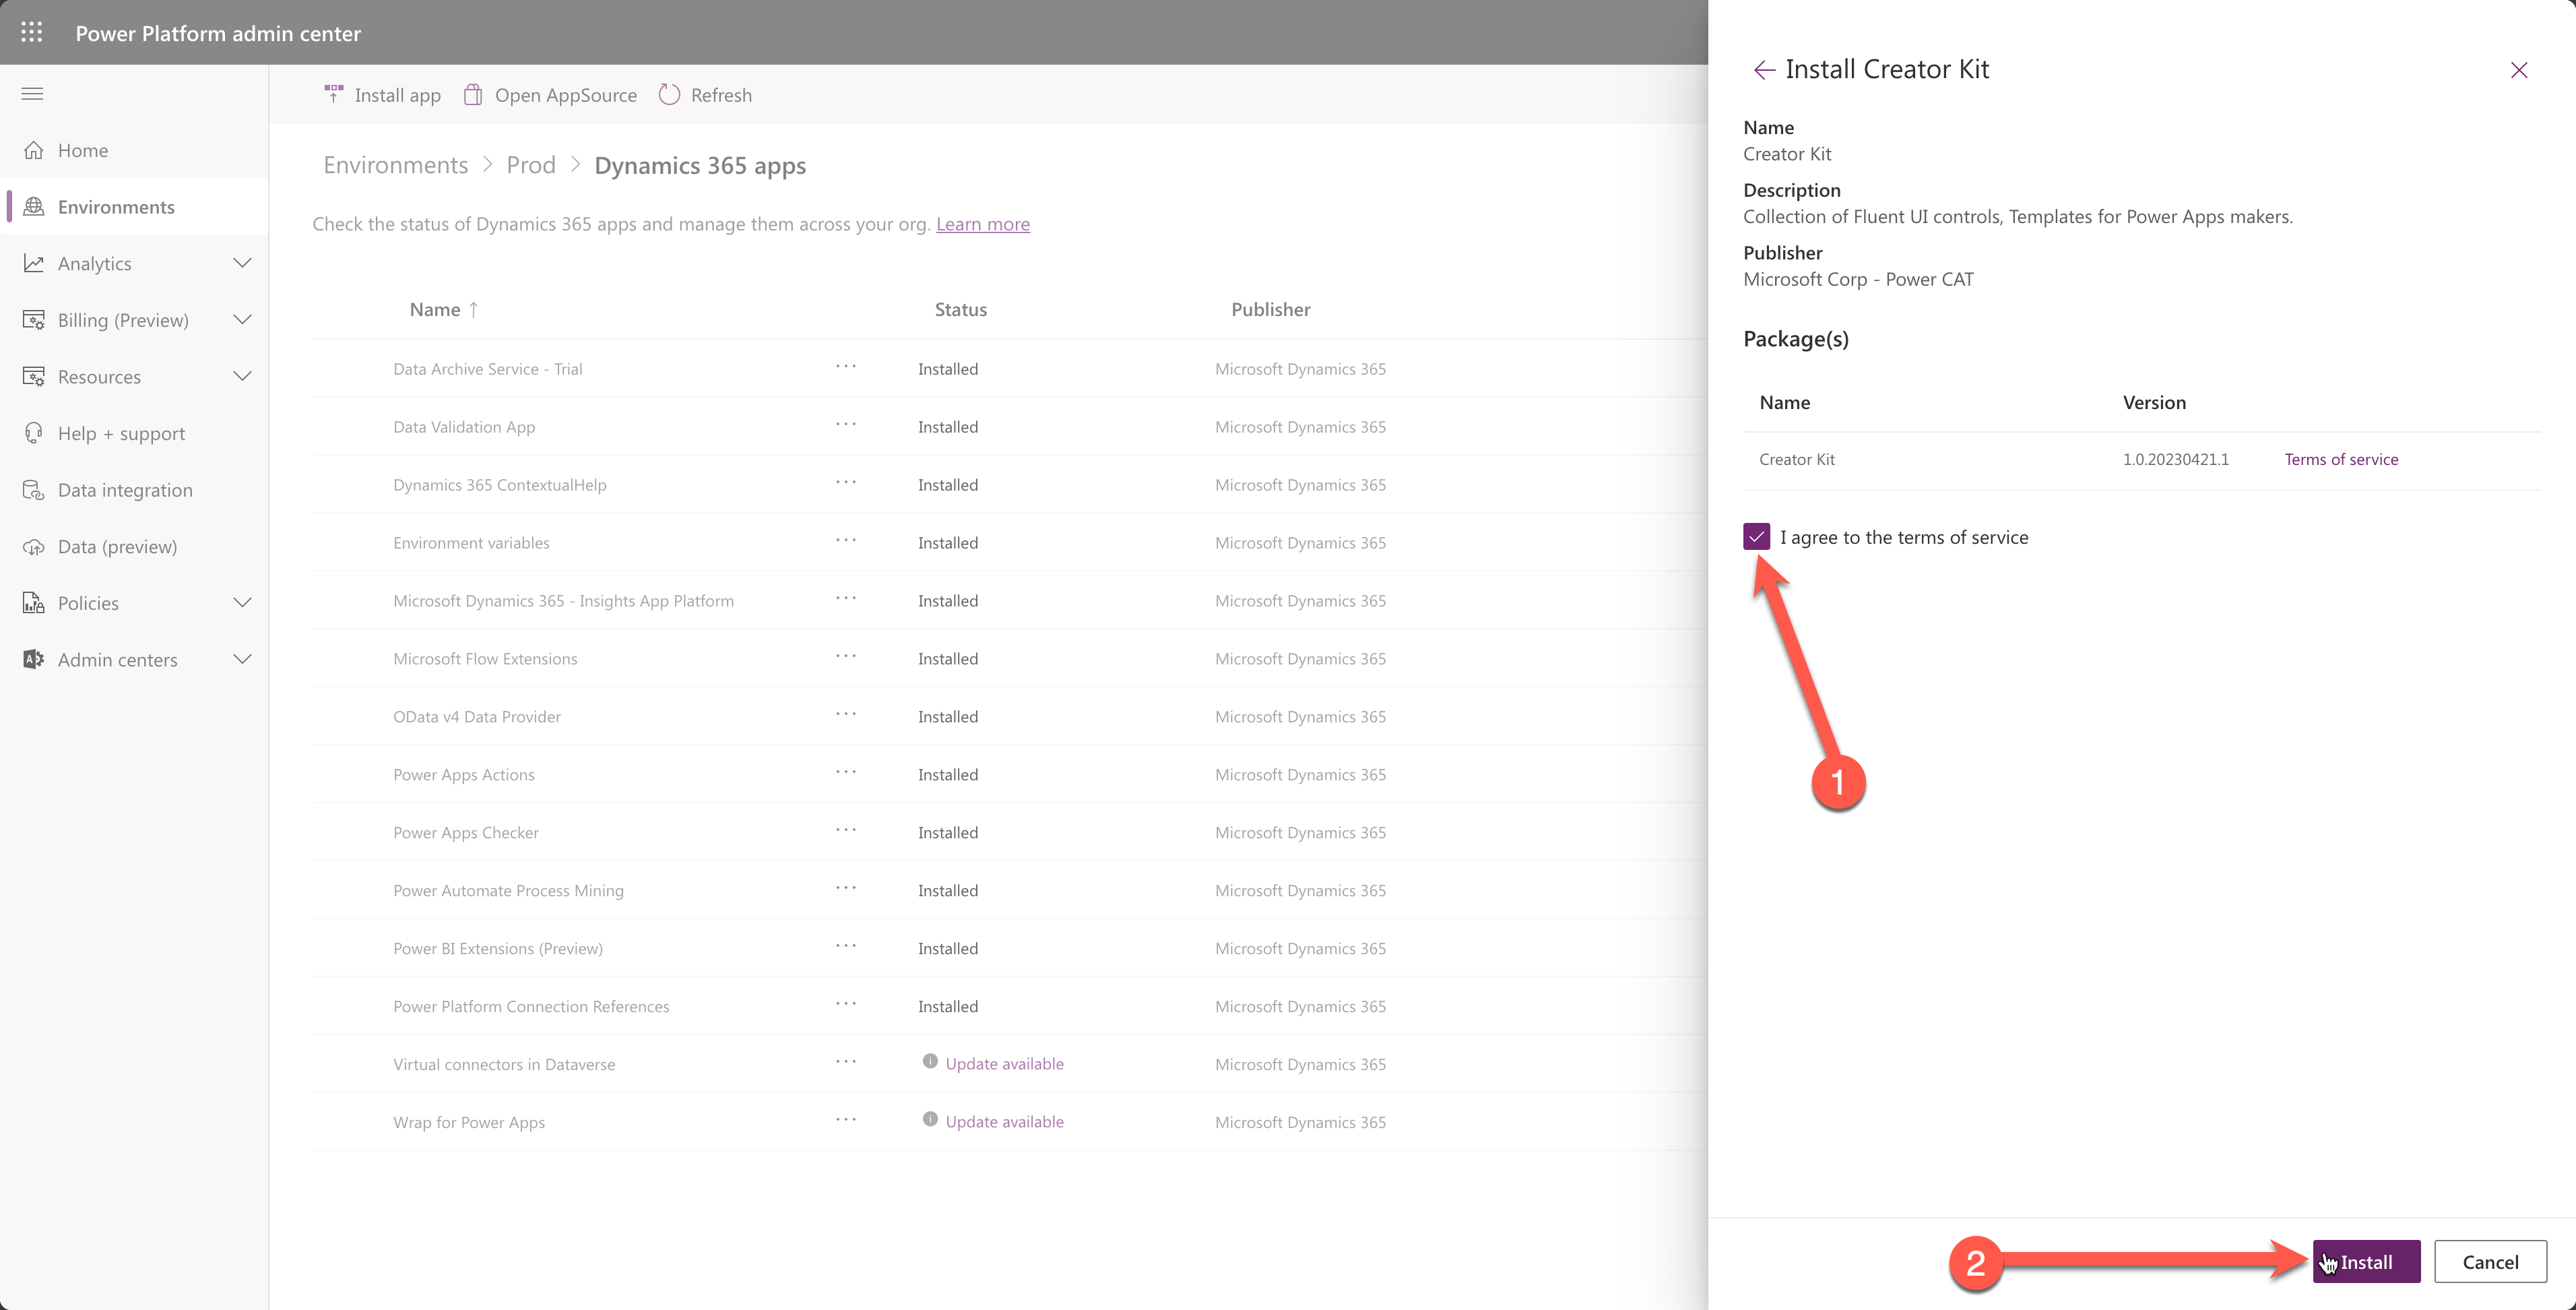 Power Platform admin center
Install app
Open AppSource
Refresh
Home
Environments
Analytics
Billing (Preview)
Resources
Help + support
Data integration
Data (preview)
Policies
Admin centers
Environments > Prod > Dynamics 365 apps
Check the status of Dynamics 365 apps and manage them across your org. Learn more
Name ↑ Status Publisher
Data Archive Service - Trial ... Installed Microsoft Dynamics 365
Data Validation App ... Installed Microsoft Dynamics 365
Dynamics 365 ContextualHelp ... Installed Microsoft Dynamics 365
Environment variables ... Installed Microsoft Dynamics 365
Microsoft Dynamics 365 - Insights App Platform ... Installed Microsoft Dynamics 365
Microsoft Flow Extensions ... Installed Microsoft Dynamics 365
OData v4 Data Provider ... Installed Microsoft Dynamics 365
Power Apps Actions ... Installed Microsoft Dynamics 365
Power Apps Checker ... Installed Microsoft Dynamics 365
Power Automate Process Mining ... Installed Microsoft Dynamics 365
Power BI Extensions (Preview) ... Installed Microsoft Dynamics 365
Power Platform Connection References ... Installed Microsoft Dynamics 365
Virtual connectors in Dataverse ... Update available Microsoft Dynamics 365
Wrap for Power Apps ... Update available Microsoft Dynamics 365
Install Creator Kit
Name
Creator Kit
Description
Collection of Fluent UI controls, Templates for Power Apps makers.
Publisher
Microsoft Corp - Power CAT
Package(s)
Name Version
Creator Kit 1.0.20230421.1 Terms of service
I agree to the terms of service
1
2
Install
Cancel